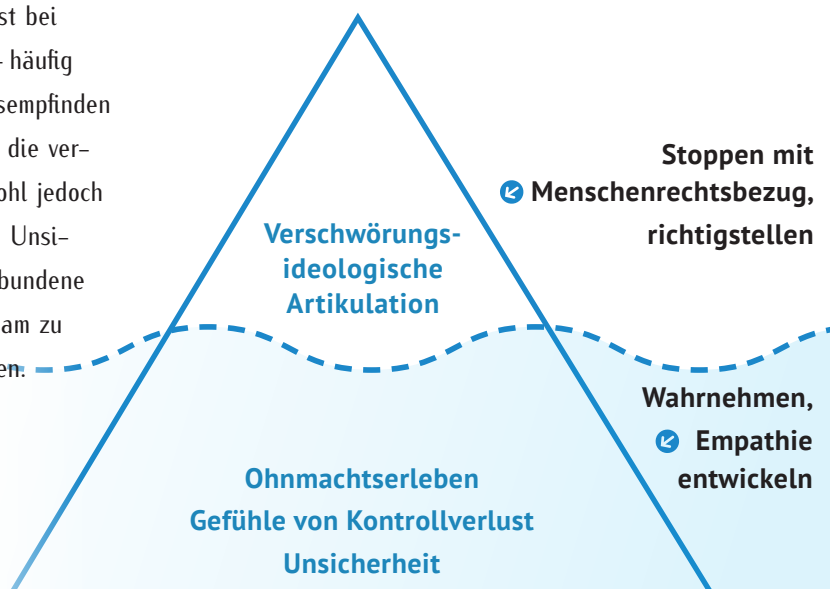 st bei
häufig
sempfinden
die ver–
ohl jedoch
Unsi–
bundene
am zu
en.
Verschwörungs-
ideologische
Artikulation
Stoppen mit
Menschenrechtsbezug,
richtigstellen
Wahrnehmen,
Empathie
entwickeln
Ohnmachtserleben
Gefühle von Kontrollverlust
Unsicherheit